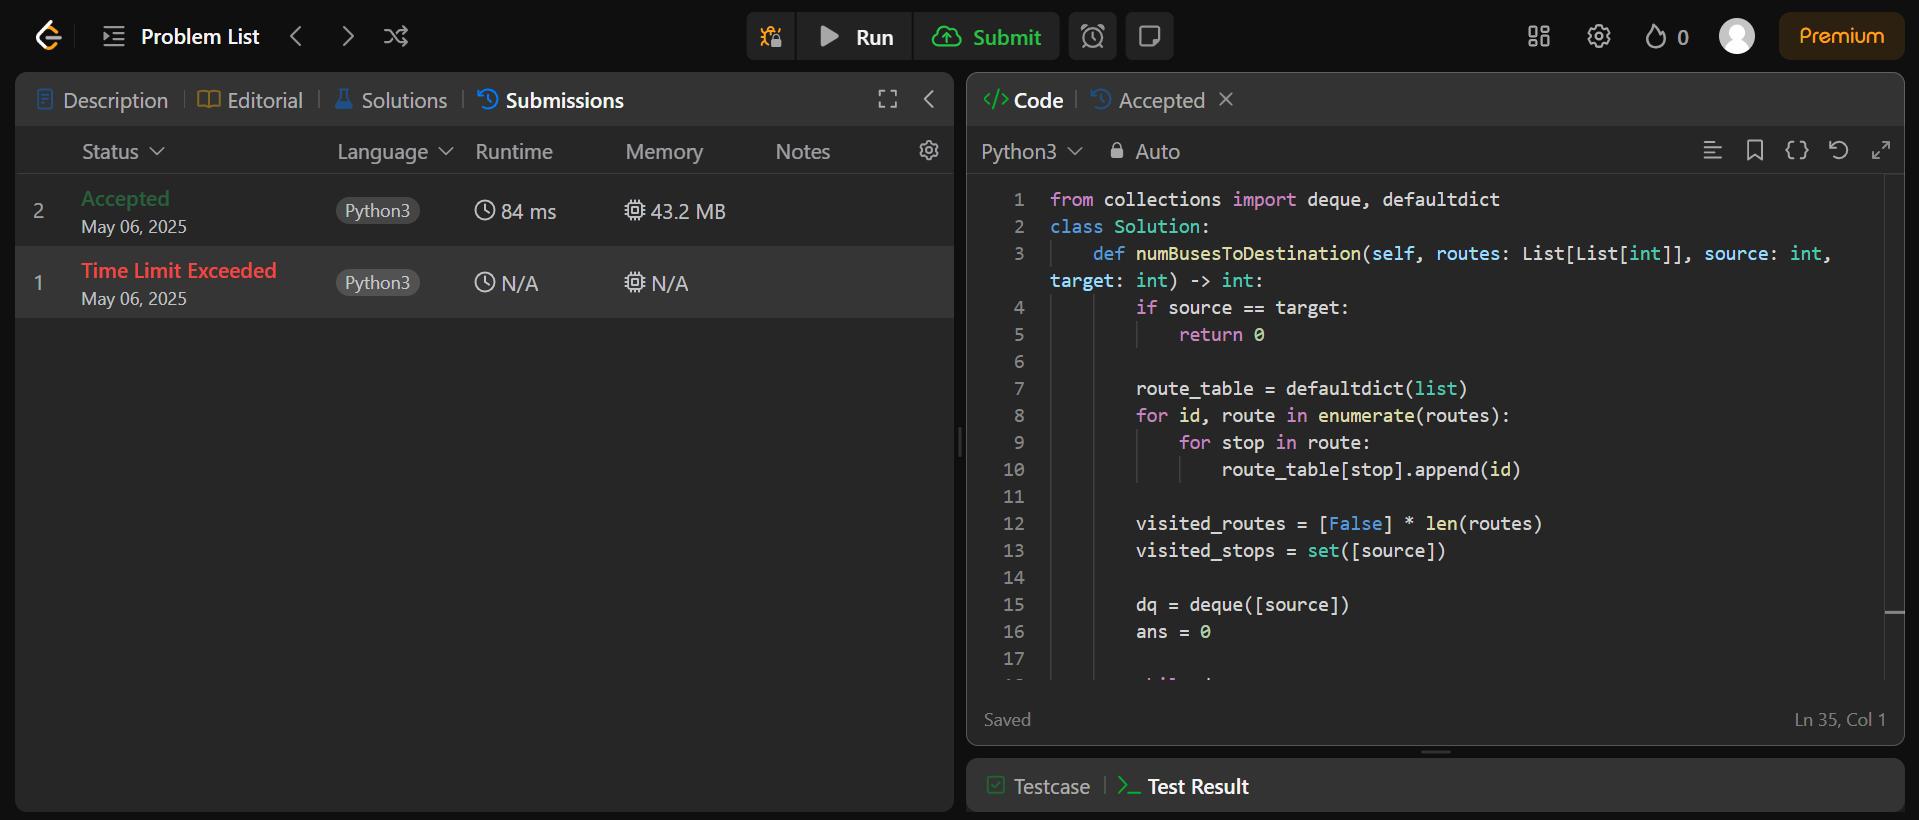 Problem List
Run
Submit
0
Premium
Description
Editorial
Solutions
Submissions
Status
Language
Runtime
Memory
Notes
2
Accepted
May 06, 2025
Python3
84 ms
43.2 MB
1
Time Limit Exceeded
May 06, 2025
Python3
N/A
N/A
</> Code
Accepted
Python3
Auto
1 from collections import deque, defaultdict
2 class Solution:
3 def numBusesToDestination(self, routes: List[List[int]], source: int,
target: int) -> int:
4 if source == target:
5 return 0
6
7 route_table = defaultdict(list)
8 for id, route in enumerate(routes):
9 for stop in route:
10 route_table[stop].append(id)
11
12 visited_routes = [False] * len(routes)
13 visited_stops = set([source])
14
15 dq = deque([source])
16 ans = 0
17
Saved
Ln 35, Col 1
Testcase
Test Result